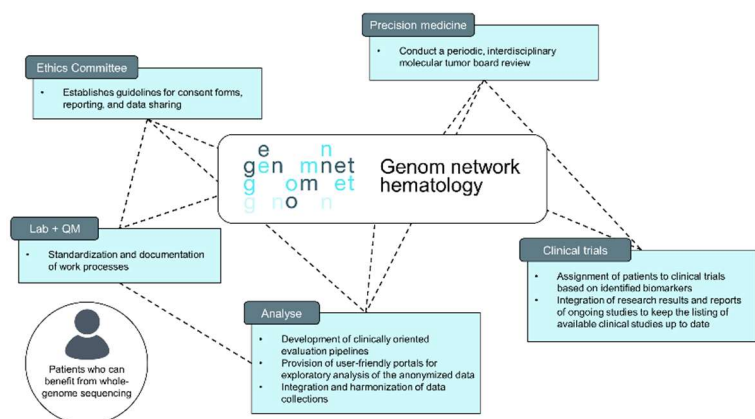 Precision medicine
• Conduct a periodic, interdisciplinary
molecular tumor board review
Ethics Committee
• Establishes guidelines for consent forms,
reporting, and data sharing
e n
gen mnet
g om et
g no n
Genom network
hematology
Lab + QM
• Standardization and documentation
of work processes
Clinical trials
• Assignment of patients to clinical trials
based on identified biomarkers
• Integration of research results and reports
of ongoing studies to keep the listing of
available clinical studies up to date
Analyse
• Development of clinically oriented
evaluation pipelines
• Provision of user-friendly portals for
exploratory analysis of the anonymized data
• Integration and harmonization of data
collections
Patients who can
benefit from whole-
genome sequencing